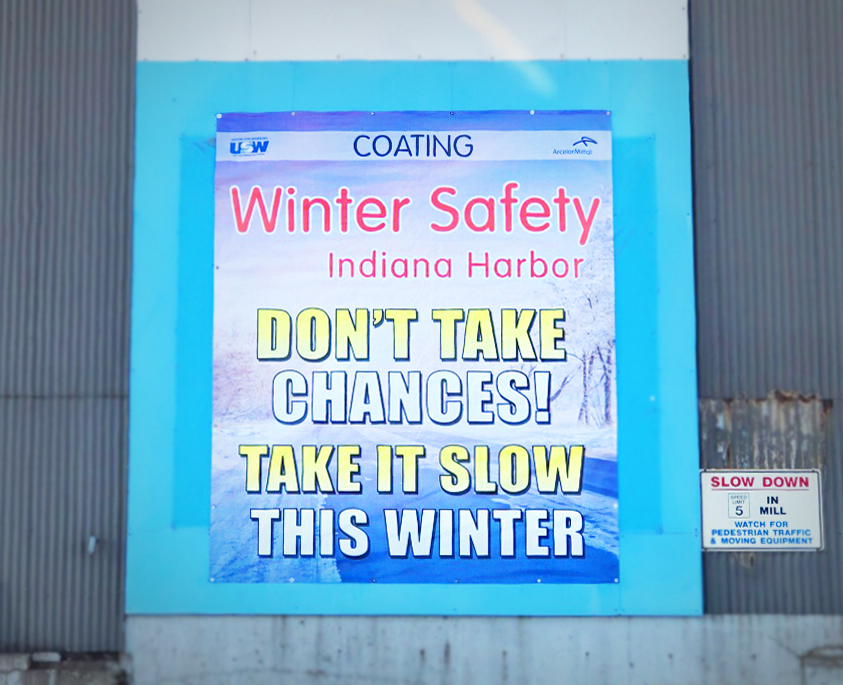 USW
COATING
ArcelorMittal
Winter Safety
Indiana Harbor
DON'T TAKE
CHANCES!
TAKE IT SLOW
THIS WINTER
SLOW DOWN
SPEED
LIMIT
5
IN
MILL
WATCH FOR
PEDESTRIAN TRAFFIC
& MOVING EQUIPMENT